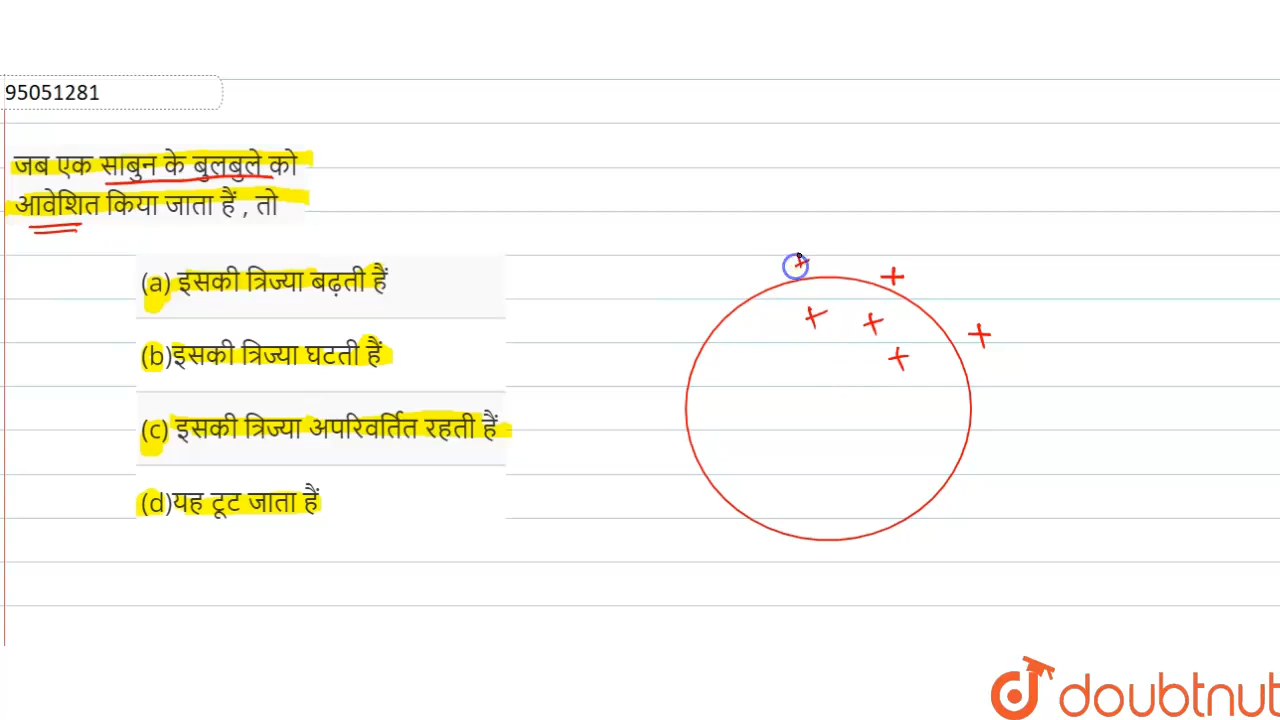 95051281
जब एक साबुन के बुलबुले को
आवेशित किया जाता हैं , तो
(a) इसकी त्रिज्या बढ़ती हैं
(b)इसकी त्रिज्या घटती हैं
(c) इसकी त्रिज्या अपरिवर्तित रहती हैं
(d)यह टूट जाता हैं
+ +
+ + +
+
doubtnut